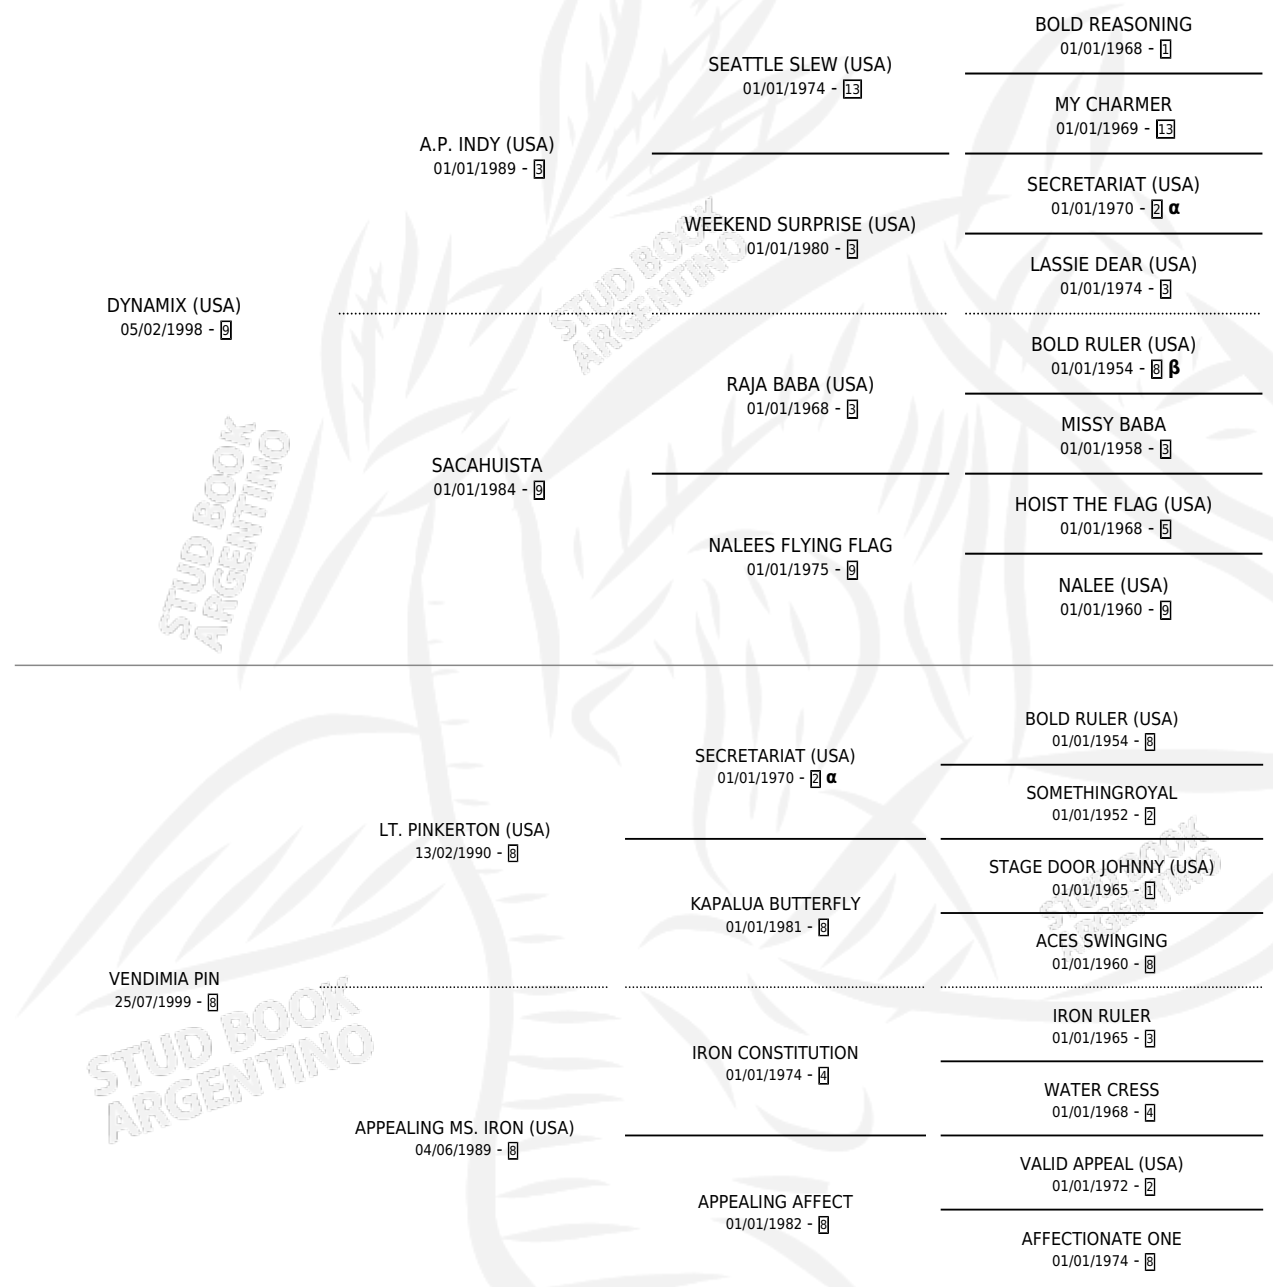 BOLD REASONING
01/01/1968 - 1
SEATTLE SLEW (USA)
01/01/1974 - 13
MY CHARMER
01/01/1969 - 13
A.P. INDY (USA)
01/01/1989 - 3
SECRETARIAT (USA)
01/01/1970 - 2 α
WEEKEND SURPRISE (USA)
01/01/1980 - 3
LASSIE DEAR (USA)
01/01/1974 - 3
DYNAMIX (USA)
05/02/1998 - 9
BOLD RULER (USA)
01/01/1954 - 8 β
RAJA BABA (USA)
01/01/1968 - 3
MISSY BABA
01/01/1958 - 3
SACAHUISTA
01/01/1984 - 9
HOIST THE FLAG (USA)
01/01/1968 - 5
NALEES FLYING FLAG
01/01/1975 - 9
NALEE (USA)
01/01/1960 - 9
BOLD RULER (USA)
01/01/1954 - 8
SECRETARIAT (USA)
01/01/1970 - 2 α
SOMETHINGROYAL
01/01/1952 - 2
LT. PINKERTON (USA)
13/02/1990 - 8
STAGE DOOR JOHNNY (USA)
01/01/1965 - 1
KAPALUA BUTTERFLY
01/01/1981 - 8
ACES SWINGING
01/01/1960 - 8
VENDIMIA PIN
25/07/1999 - 8
IRON RULER
01/01/1965 - 3
IRON CONSTITUTION
01/01/1974 - 4
WATER CRESS
01/01/1968 - 4
APPEALING MS. IRON (USA)
04/06/1989 - 8
VALID APPEAL (USA)
01/01/1972 - 2
APPEALING AFFECT
01/01/1982 - 8
AFFECTIONATE ONE
01/01/1974 - 8
STUD BOOK
ARGENTINO
STUD BOOK
ARGENTINO
STUD BOOK
ARGENTINO
STUD BOOK
ARGENTINO